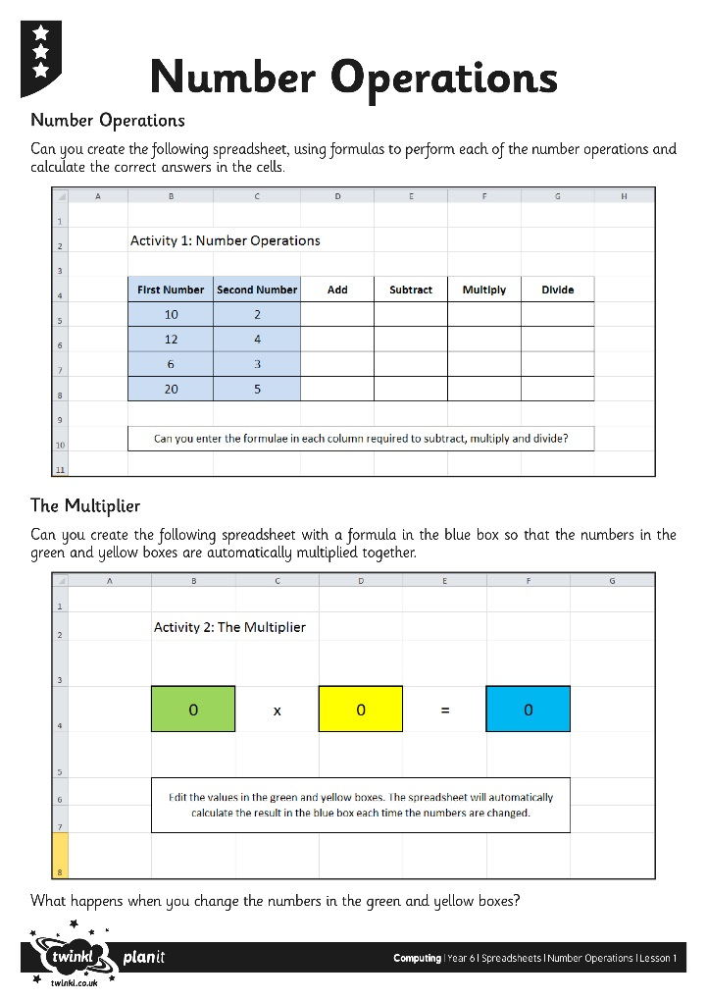 Number Operations
Number Operations
Can you create the following spreadsheet, using formulas to perform each of the number operations and
calculate the correct answers in the cells.
A B C D E F G H
1
2 Activity 1: Number Operations
3
4 First Number Second Number Add Subtract Multiply Divide
5 10 2
6 12 4
7 6 3
8 20 5
9
10 Can you enter the formulae in each column required to subtract, multiply and divide?
11
The Multiplier
Can you create the following spreadsheet with a formula in the blue box so that the numbers in the
green and yellow boxes are automatically multiplied together.
A B C D E F G
1
2 Activity 2: The Multiplier
3
4 0 x 0 = 0
5
6 Edit the values in the green and yellow boxes. The spreadsheet will automatically
7 calculate the result in the blue box each time the numbers are changed.
8
What happens when you change the numbers in the green and yellow boxes?
twinkl planit
twinkl.co.uk
Computing | Year 6 | Spreadsheets | Number Operations | Lesson 1